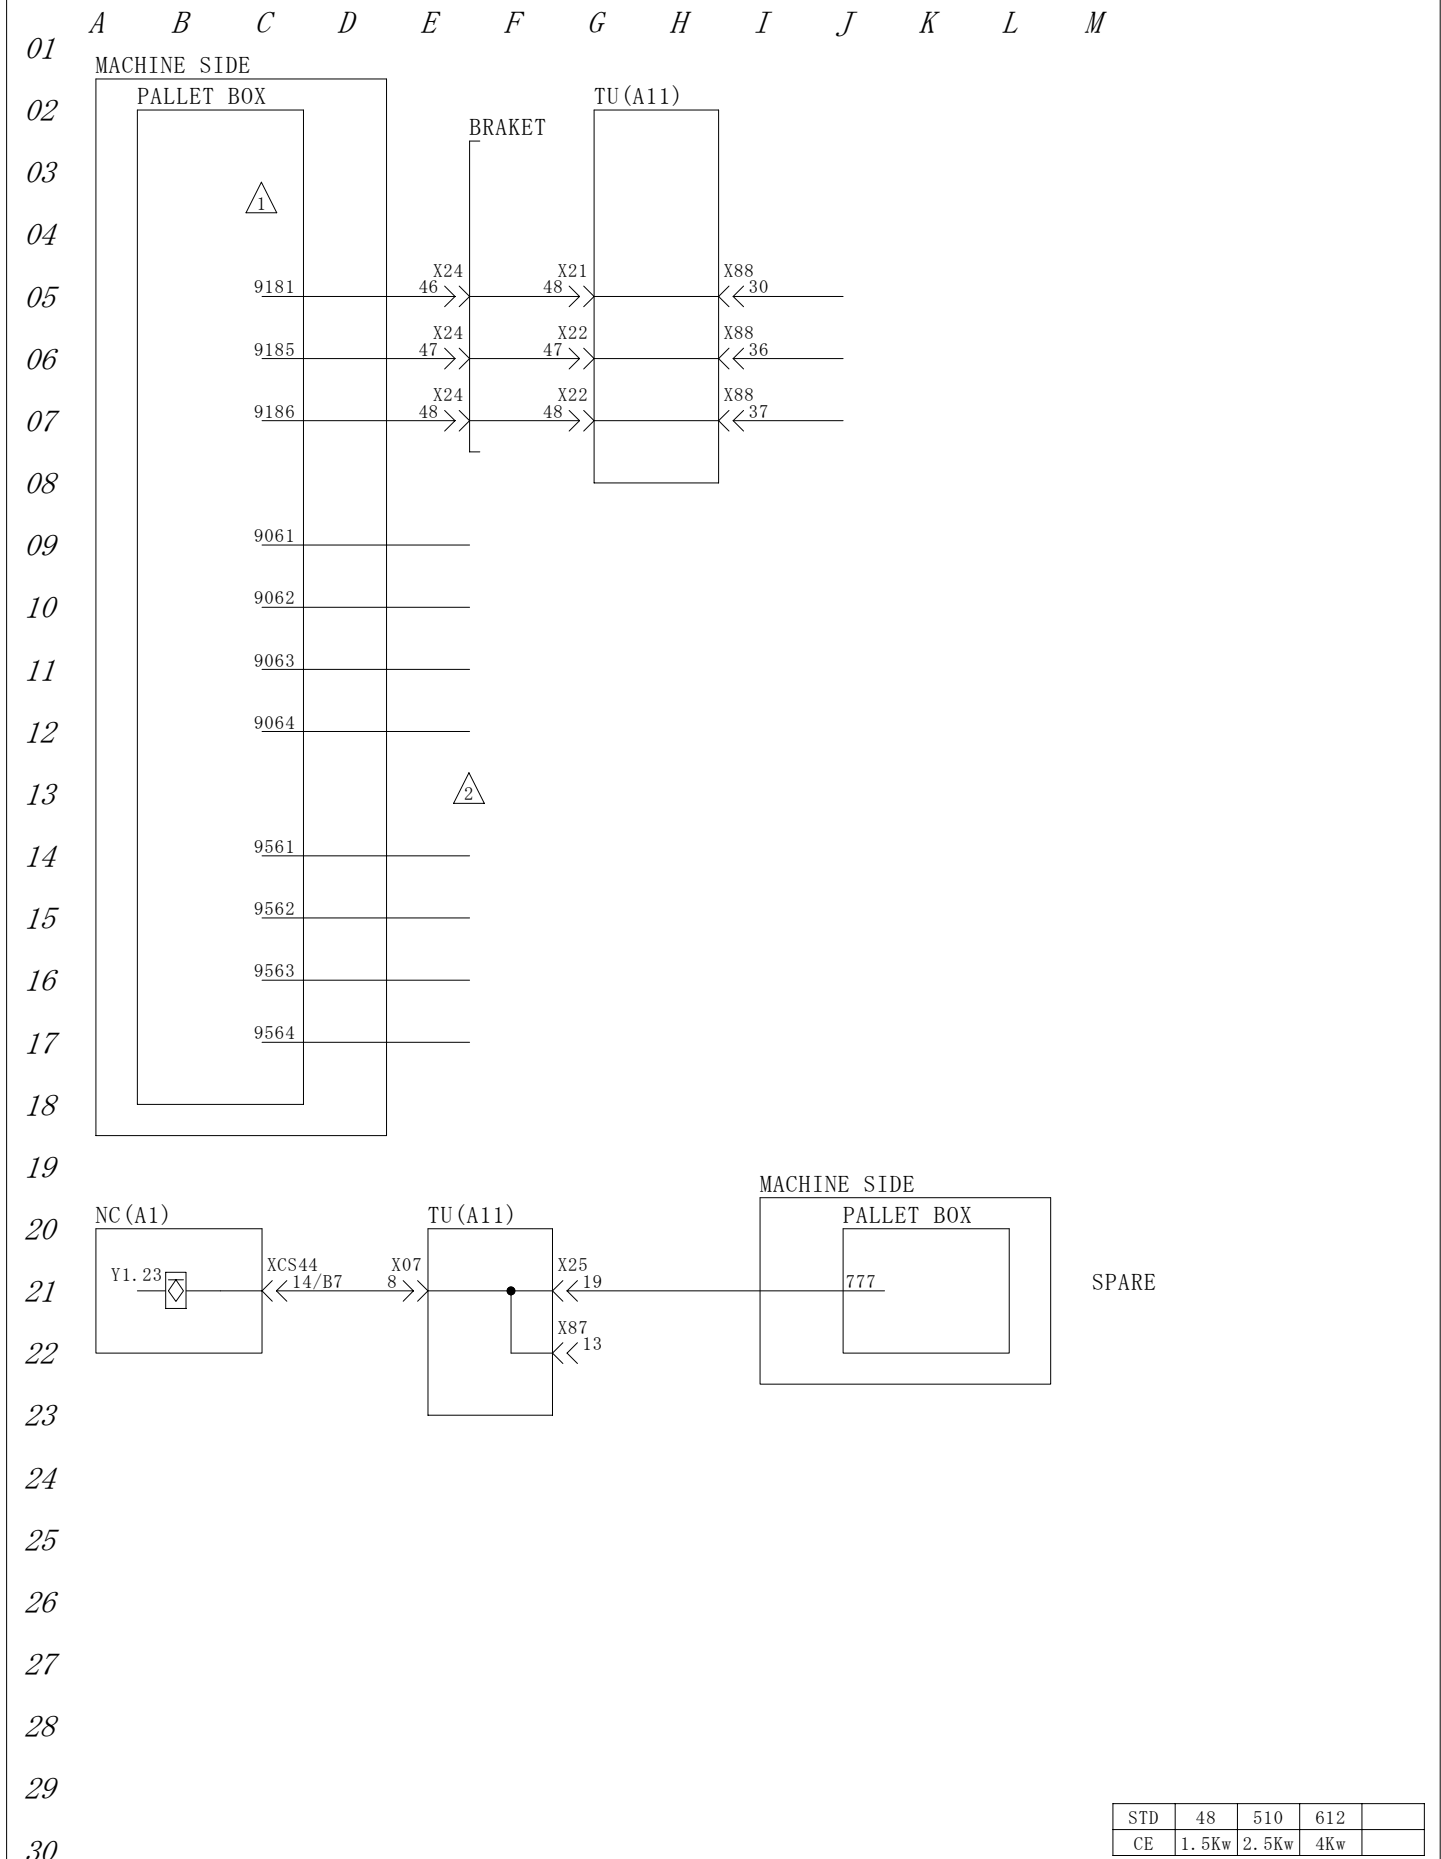 A B C D E F G H I J K L M
01
MACHINE SIDE
02 PALLET BOX TU(A11)
BRAKET
03
1
04
X24 X21 X88
05 9181 46 48 30
X24 X22 X88
06 9185 47 47 36
X24 X22 X88
07 9186 48 48 37
08
09 9061
10 9062
11 9063
12 9064
13 2
14 9561
15 9562
16 9563
17 9564
18
19
MACHINE SIDE
20 NC(A1) TU(A11) PALLET BOX
XCS44 X07 X25
21 Y1.23 14/B7 8 19 777 SPARE
X87
22 13
23
24
25
26
27
28
29
STD 48 510 612
30 CE 1.5Kw 2.5Kw 4Kw